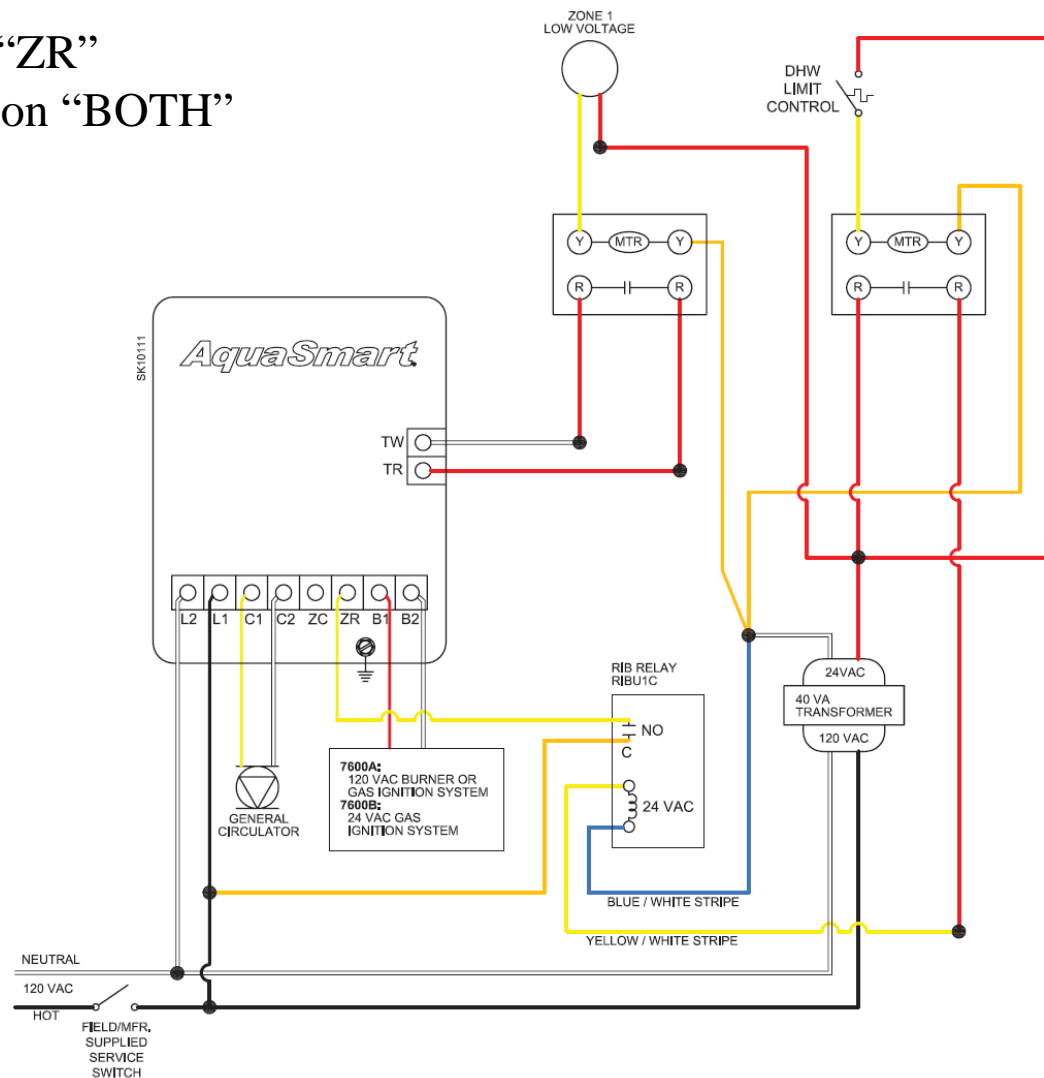 “ZR”
on “BOTH”
ZONE 1
LOW VOLTAGE
DHW
LIMIT
CONTROL
Y
MTR
Y
R
R
Y
MTR
Y
R
R
SK10111
AquaSmart
TW
TR
L2
L1
C1
C2
ZC
ZR
B1
B2
RIB RELAY
RIBU1C
NO
C
24 VAC
24VAC
40 VA
TRANSFORMER
120 VAC
7600A:
120 VAC BURNER OR
GAS IGNITION SYSTEM
7600B:
24 VAC GAS
IGNITION SYSTEM
GENERAL
CIRCULATOR
BLUE / WHITE STRIPE
YELLOW / WHITE STRIPE
NEUTRAL
120 VAC
HOT
FIELD/MFR.
SUPPLIED
SERVICE
SWITCH